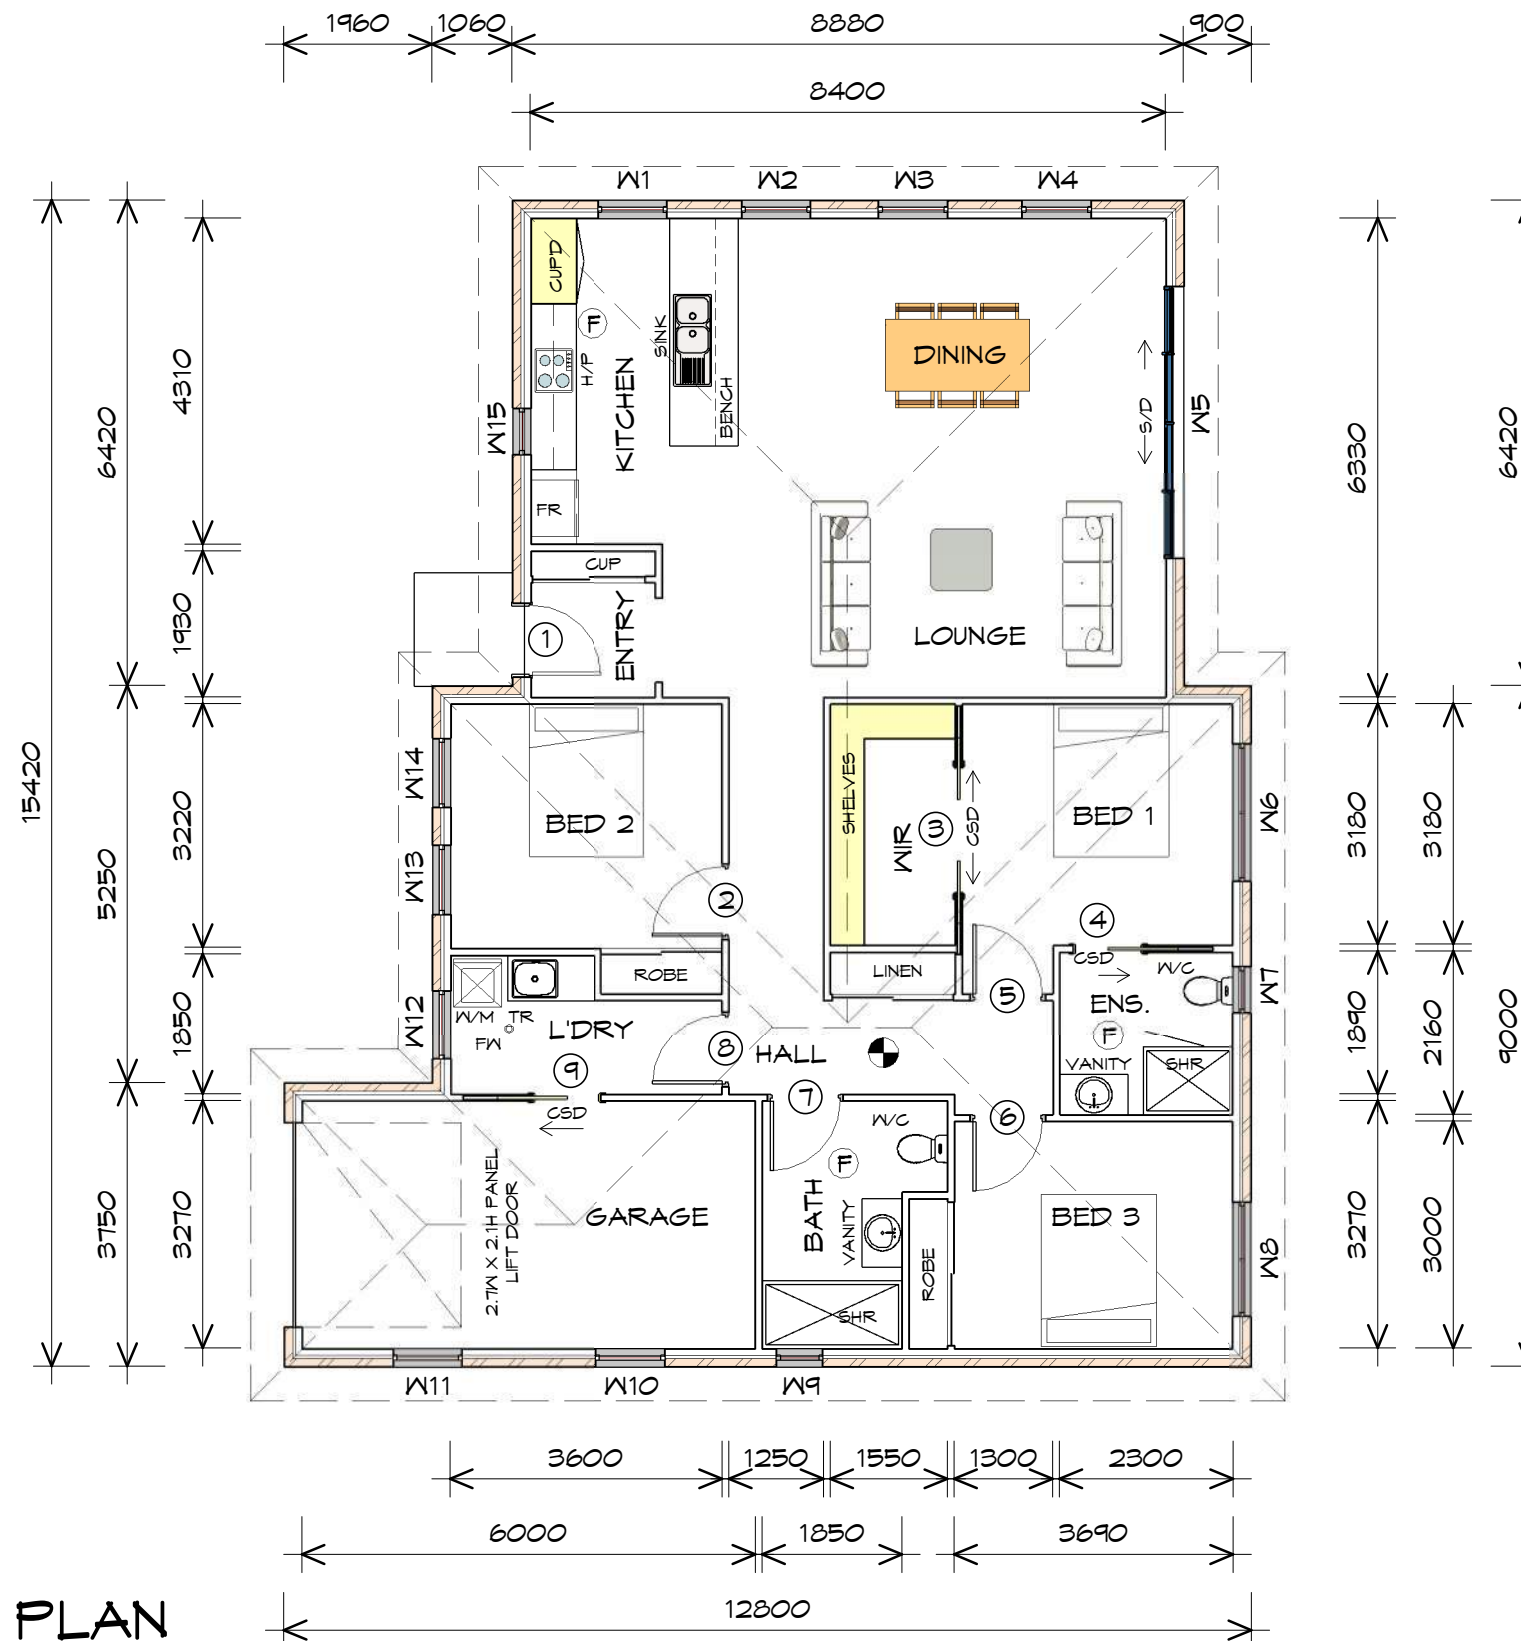 1960 1060 8880 900
8400
W1 W2 W3 W4
CUP'D
F
H/P
SINK
KITCHEN
BENCH
DINING
S/D
W5
W15
FR
CUP
ENTRY
1
LOUNGE
15420
6420
5250
3750
4310
1930
3220
1850
3270
6330
3180
1890
3270
3180
2160
3000
6420
9000
W14
W13
W12
BED 2
2
SHELVES
WIR
3
CSD
BED 1
W6
4
CSD
W/C
W7
ROBE
LINEN
5
ENS.
F
VANITY
SHR
W/M
TR
FW
L'DRY
9
8
HALL
7
6
CSD
2.7W X 2.1H PANEL
LIFT DOOR
GARAGE
W/C
F
BATH
VANITY
SHR
ROBE
BED 3
W8
W11 W10 W9
3600 1250 1550 1300 2300
6000 1850 3690
12800
PLAN